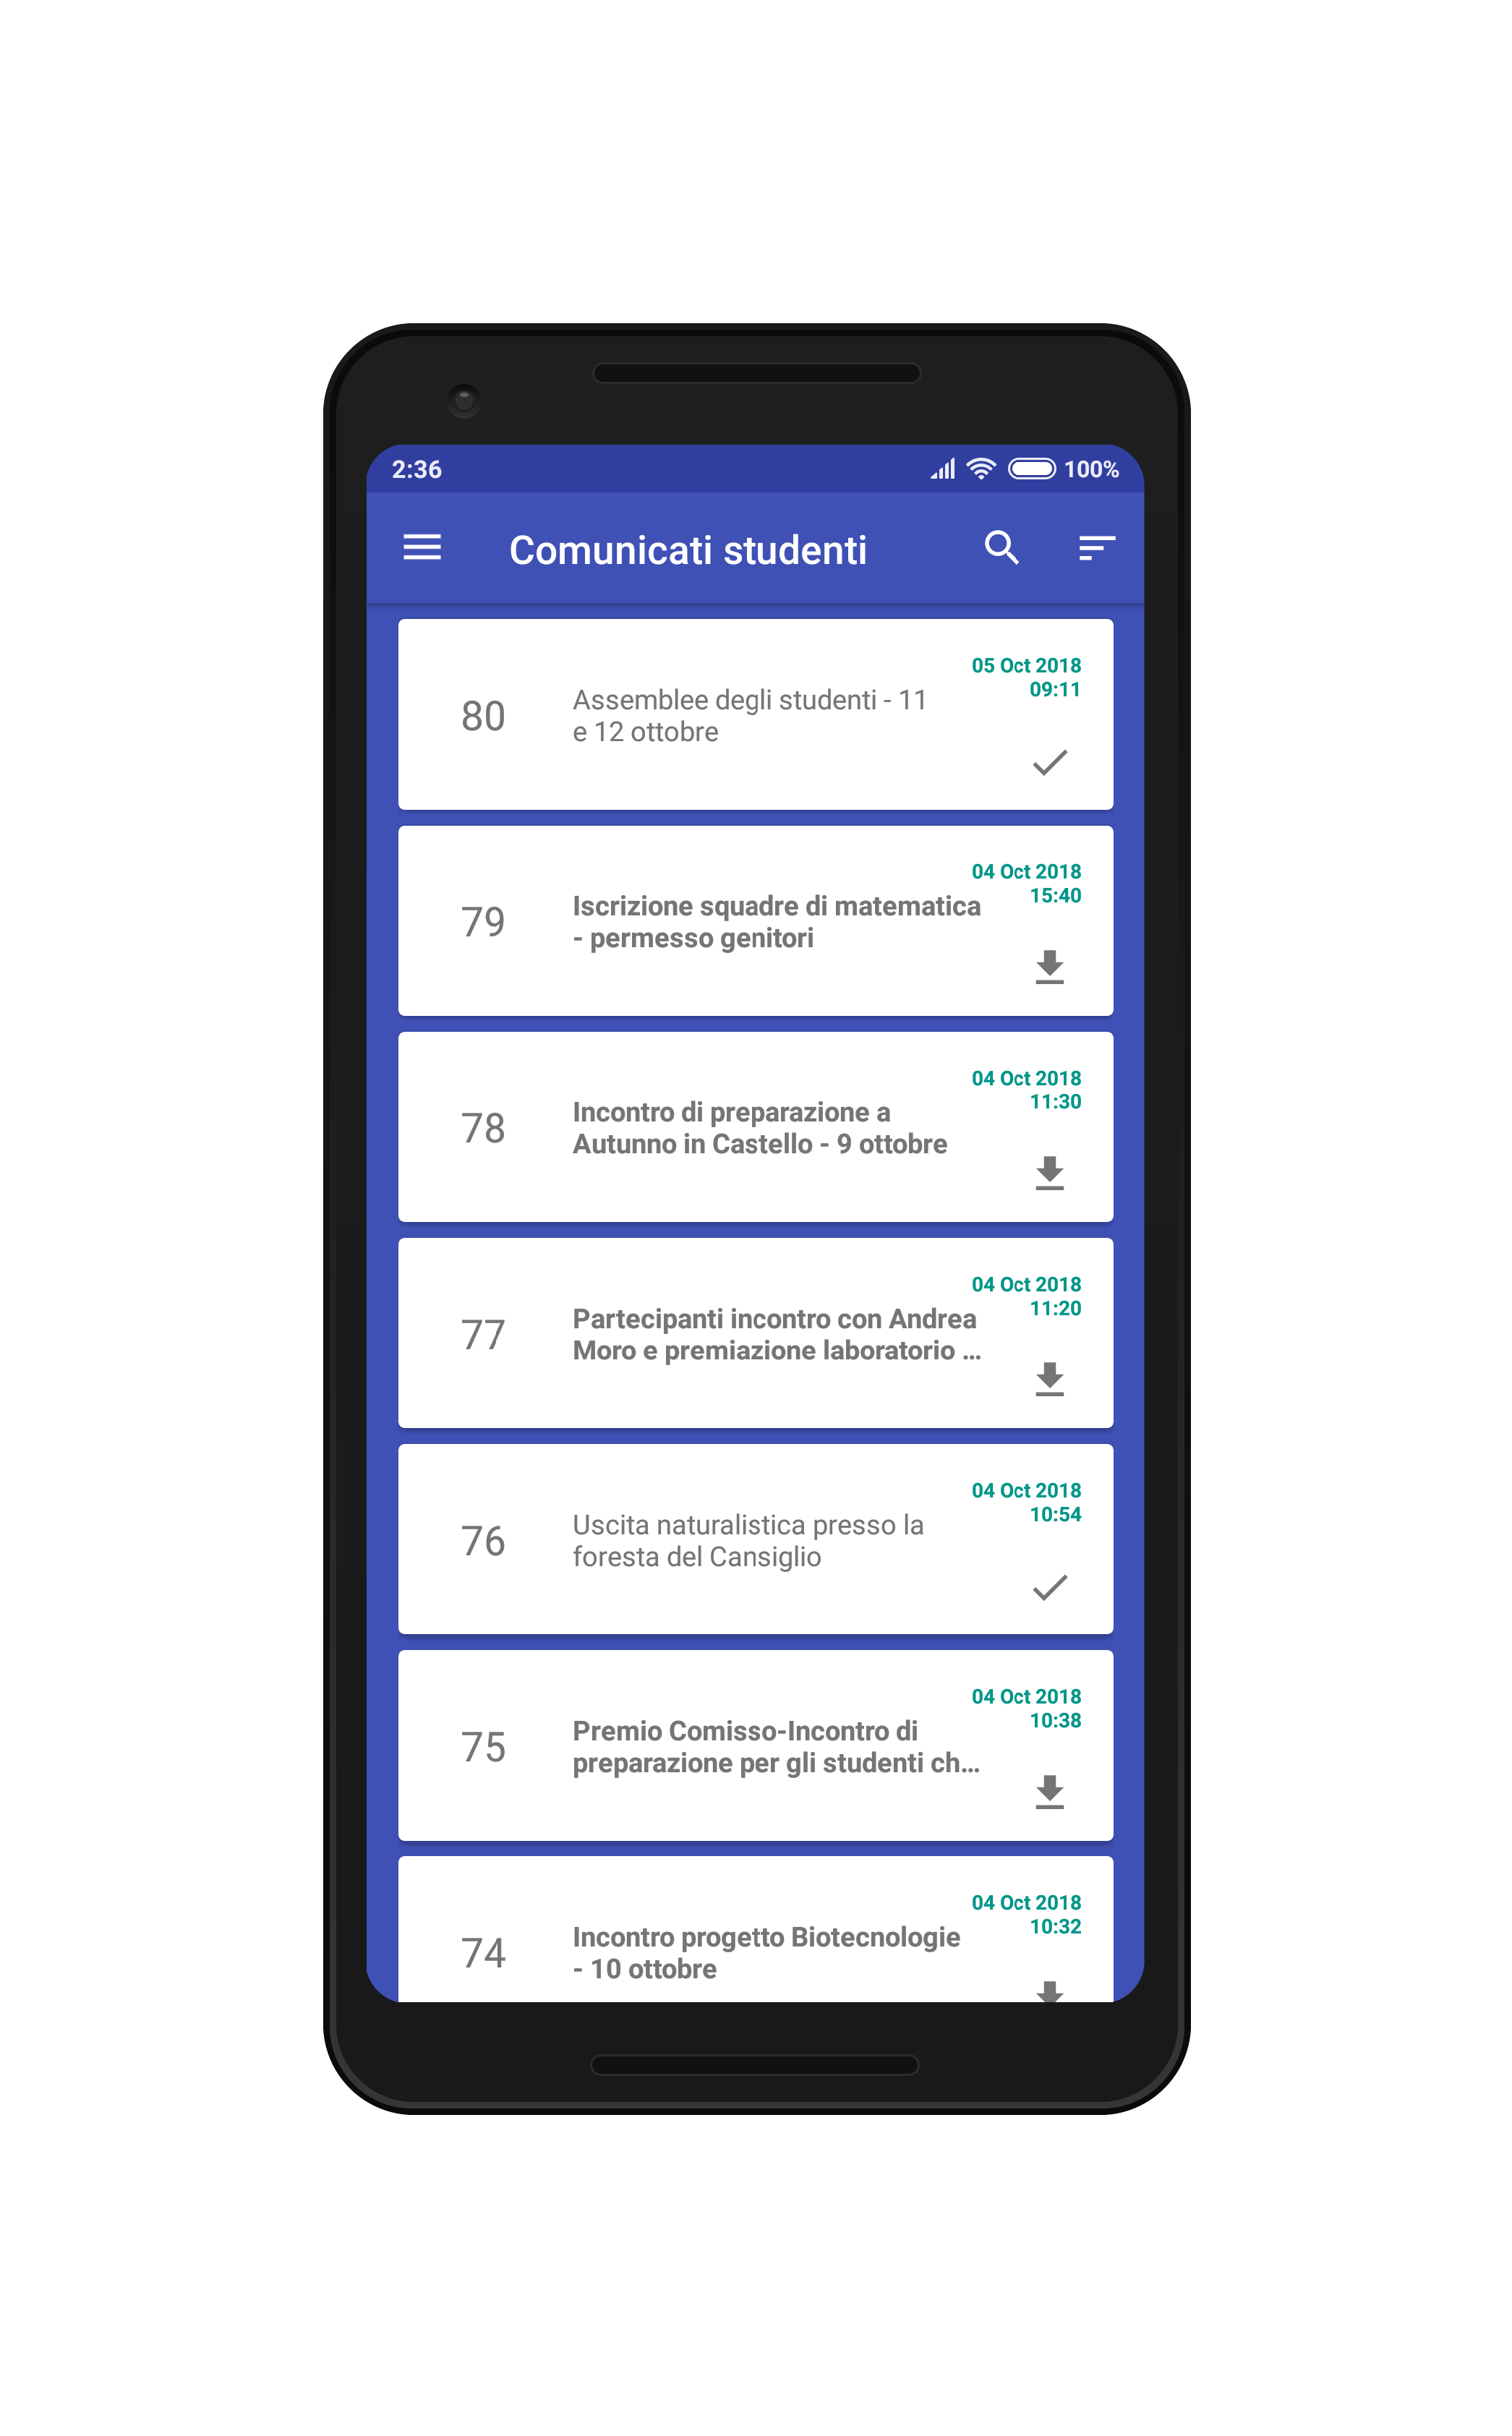 2:36 100%
Comunicati studenti
05 Oct 2018
09:11
80
Assemblee degli studenti - 11
e 12 ottobre
04 Oct 2018
15:40
79
Iscrizione squadre di matematica
- permesso genitori
04 Oct 2018
11:30
78
Incontro di preparazione a
Autunno in Castello - 9 ottobre
04 Oct 2018
11:20
77
Partecipanti incontro con Andrea
Moro e premiazione laboratorio ...
04 Oct 2018
10:54
76
Uscita naturalistica presso la
foresta del Cansiglio
04 Oct 2018
10:38
75
Premio Comisso-Incontro di
preparazione per gli studenti ch...
04 Oct 2018
10:32
74
Incontro progetto Biotecnologie
- 10 ottobre